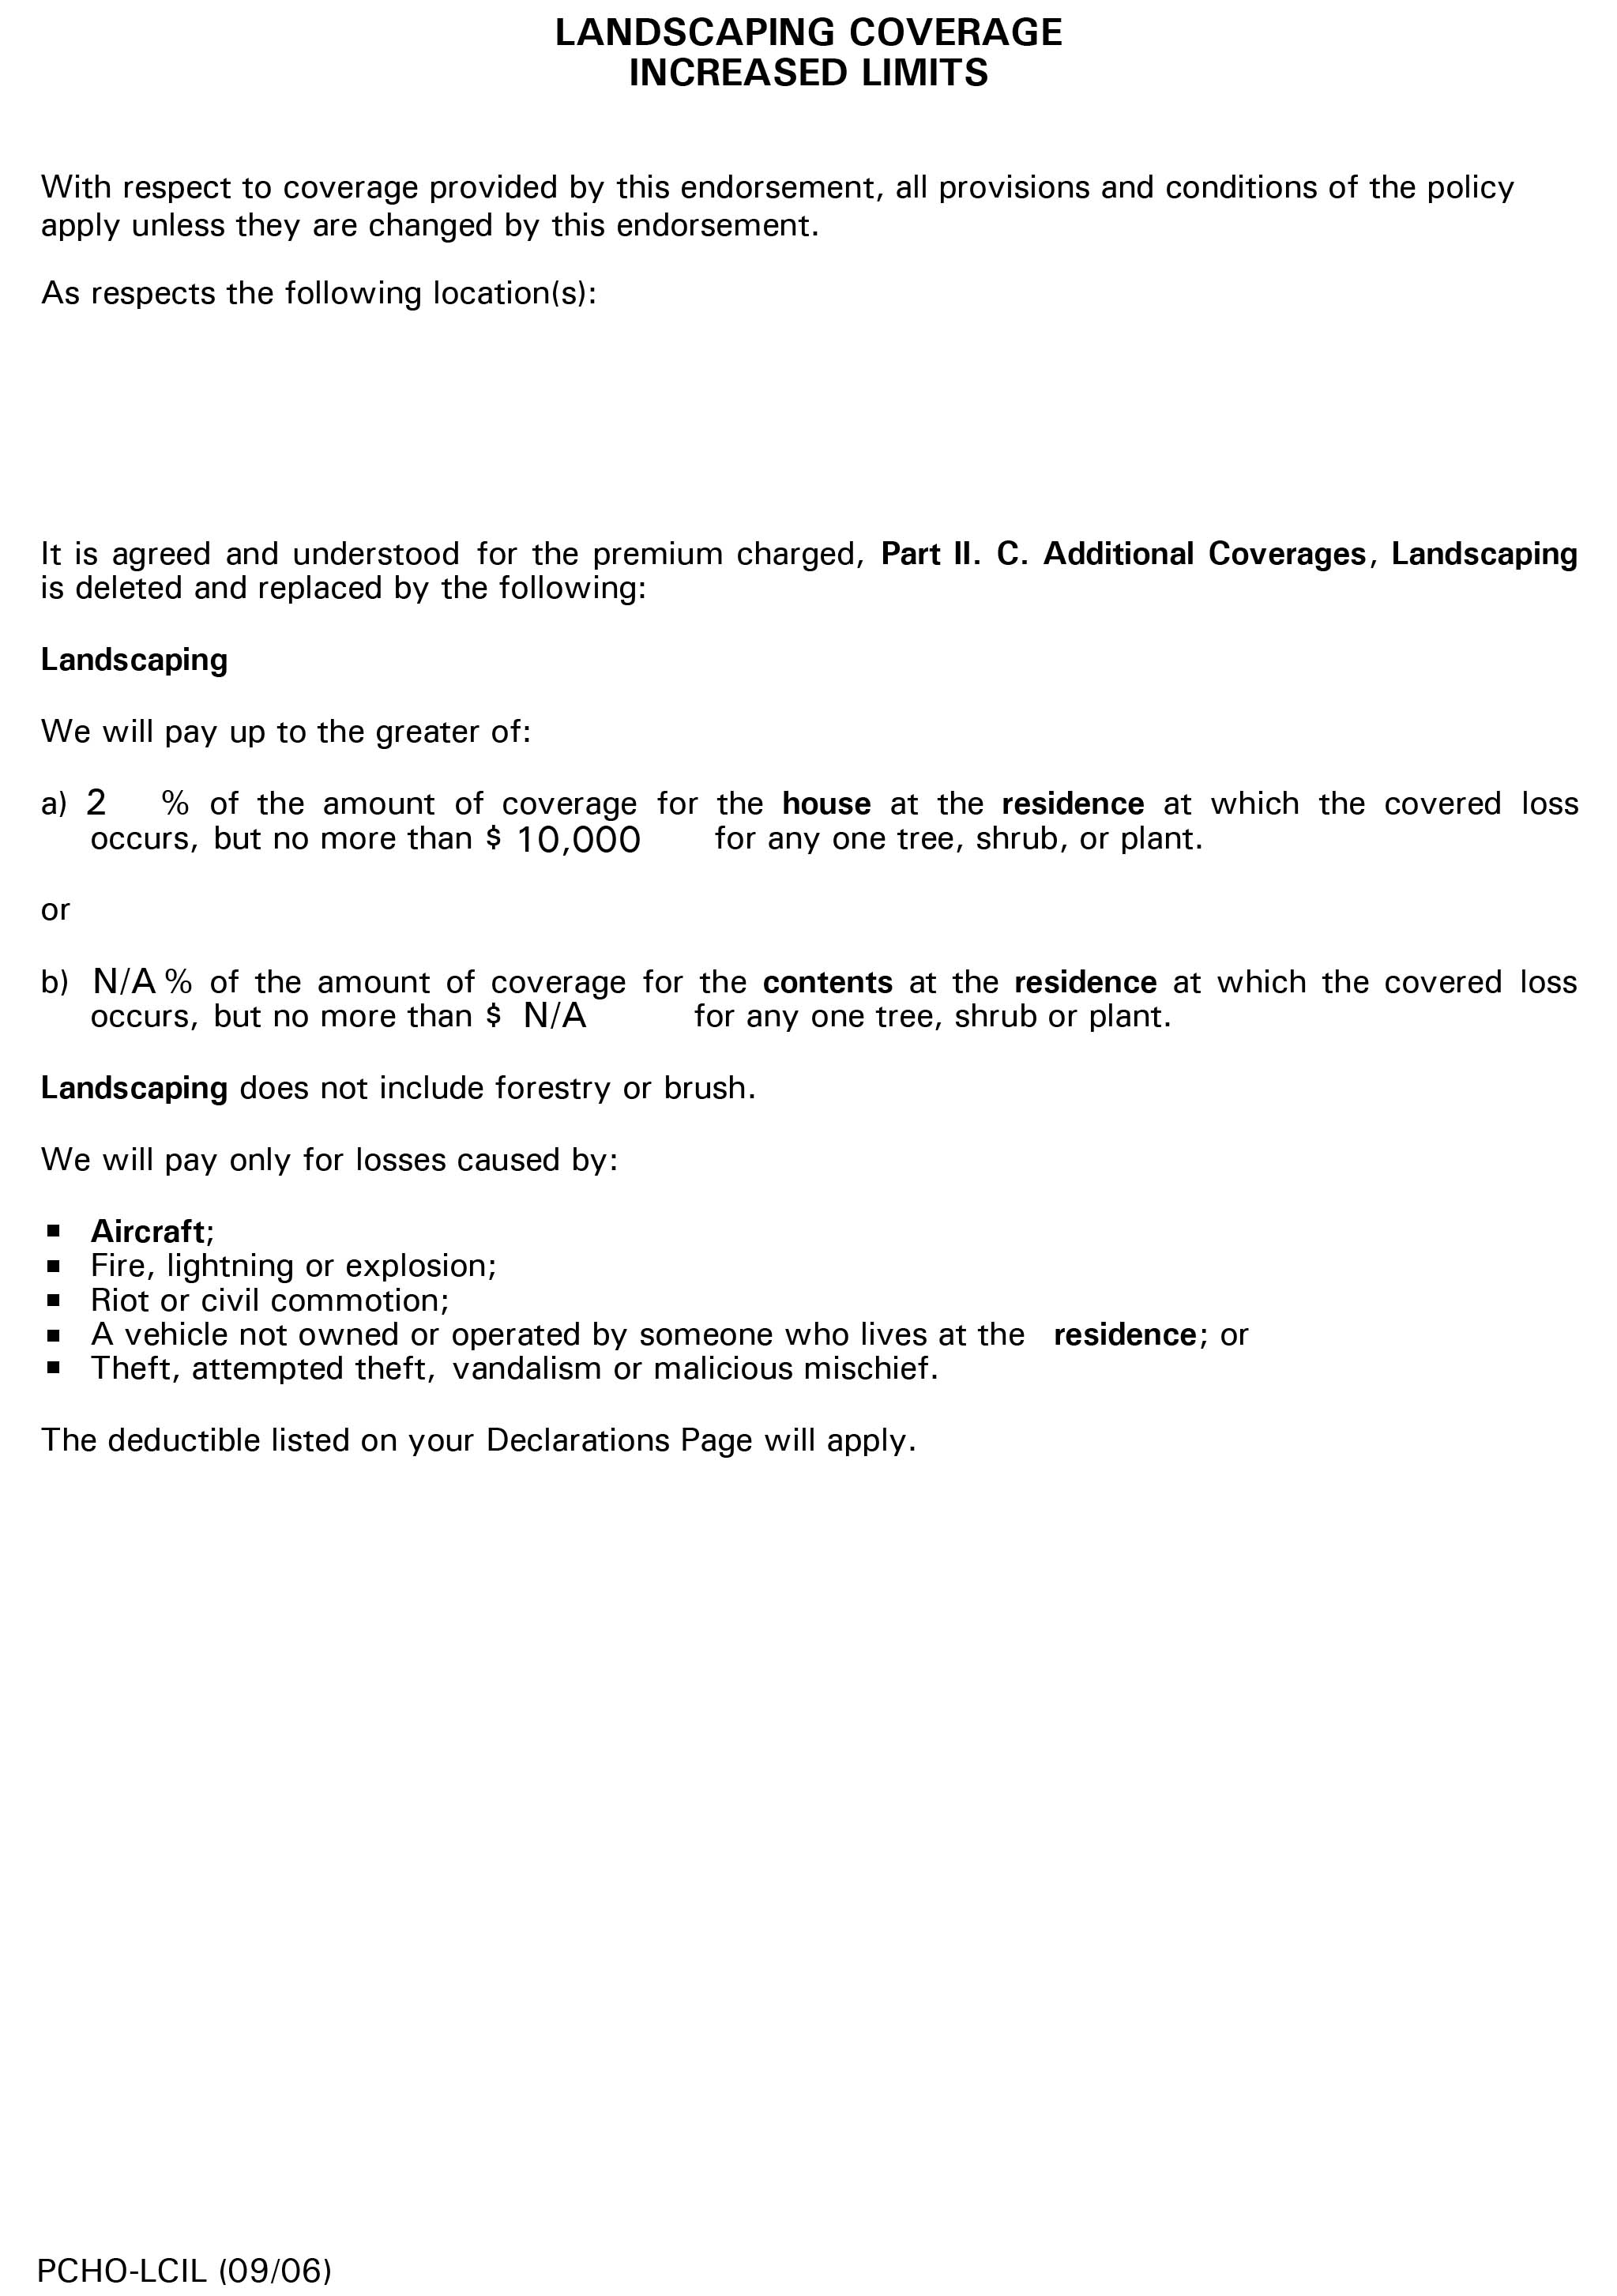 LANDSCAPING COVERAGE
INCREASED LIMITS
With respect to coverage provided by this endorsement, all provisions and conditions of the policy
apply unless they are changed by this endorsement.
As respects the following location(s):
It is agreed and understood for the premium charged, Part II. C. Additional Coverages, Landscaping
is deleted and replaced by the following:
Landscaping
We will pay up to the greater of:
a) 2 % of the amount of coverage for the house at the residence at which the covered loss
occurs, but no more than $ 10,000 for any one tree, shrub, or plant.
or
b) N/A % of the amount of coverage for the contents at the residence at which the covered loss
occurs, but no more than $ N/A for any one tree, shrub or plant.
Landscaping does not include forestry or brush.
We will pay only for losses caused by:
▪ Aircraft;
▪ Fire, lightning or explosion;
▪ Riot or civil commotion;
▪ A vehicle not owned or operated by someone who lives at the residence; or
▪ Theft, attempted theft, vandalism or malicious mischief.
The deductible listed on your Declarations Page will apply.
PCHO-LCIL (09/06)